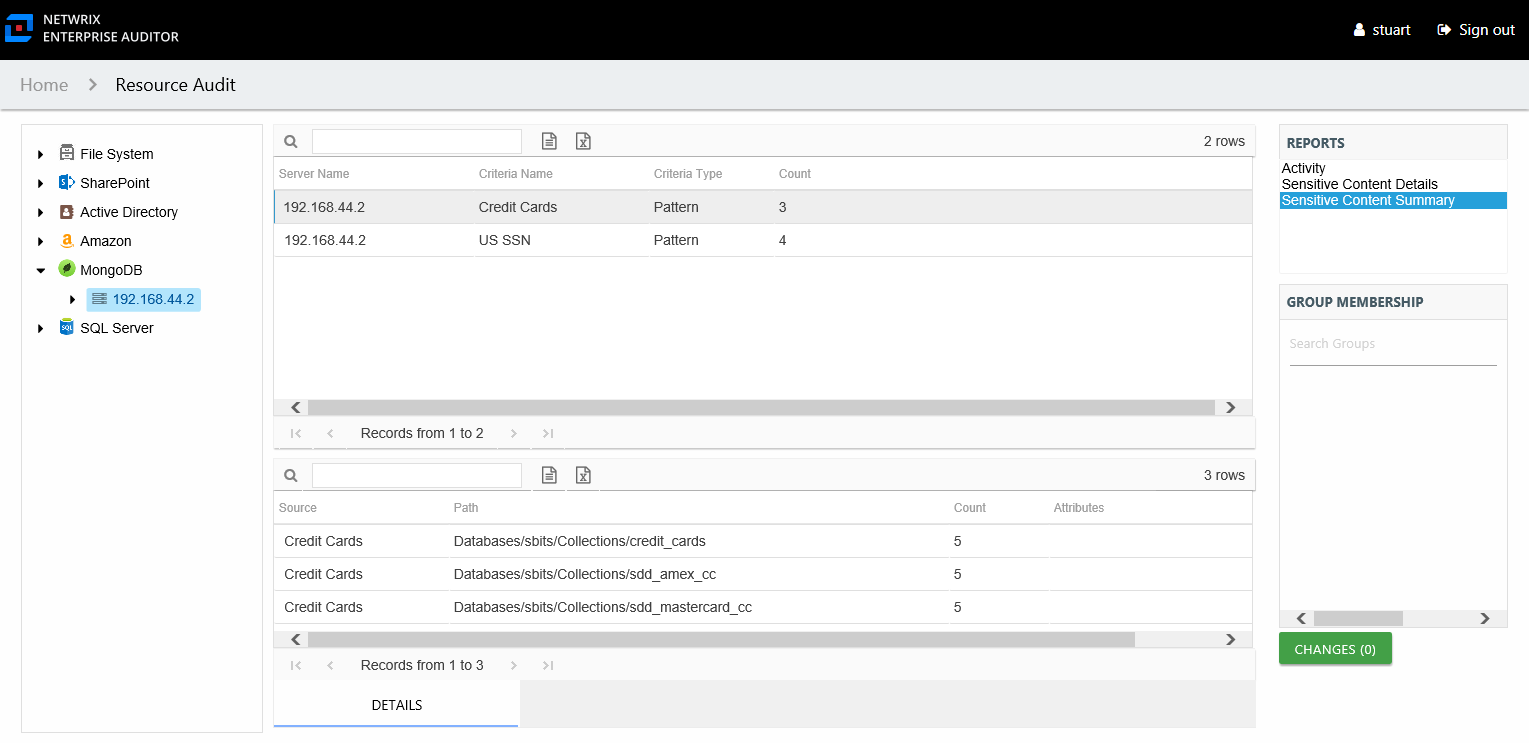 NETWRIX
ENTERPRISE AUDITOR
stuart Sign out
Home Resource Audit
File System
SharePoint
Active Directory
Amazon
MongoDB
192.168.44.2
SQL Server
2 rows
Server Name Criteria Name Criteria Type Count
192.168.44.2 Credit Cards Pattern 3
192.168.44.2 US SSN Pattern 4
Records from 1 to 2
3 rows
Source Path Count Attributes
Credit Cards Databases/sbits/Collections/credit_cards 5
Credit Cards Databases/sbits/Collections/sdd_amex_cc 5
Credit Cards Databases/sbits/Collections/sdd_mastercard_cc 5
Records from 1 to 3
DETAILS
REPORTS
Activity
Sensitive Content Details
Sensitive Content Summary
GROUP MEMBERSHIP
Search Groups
CHANGES (0)